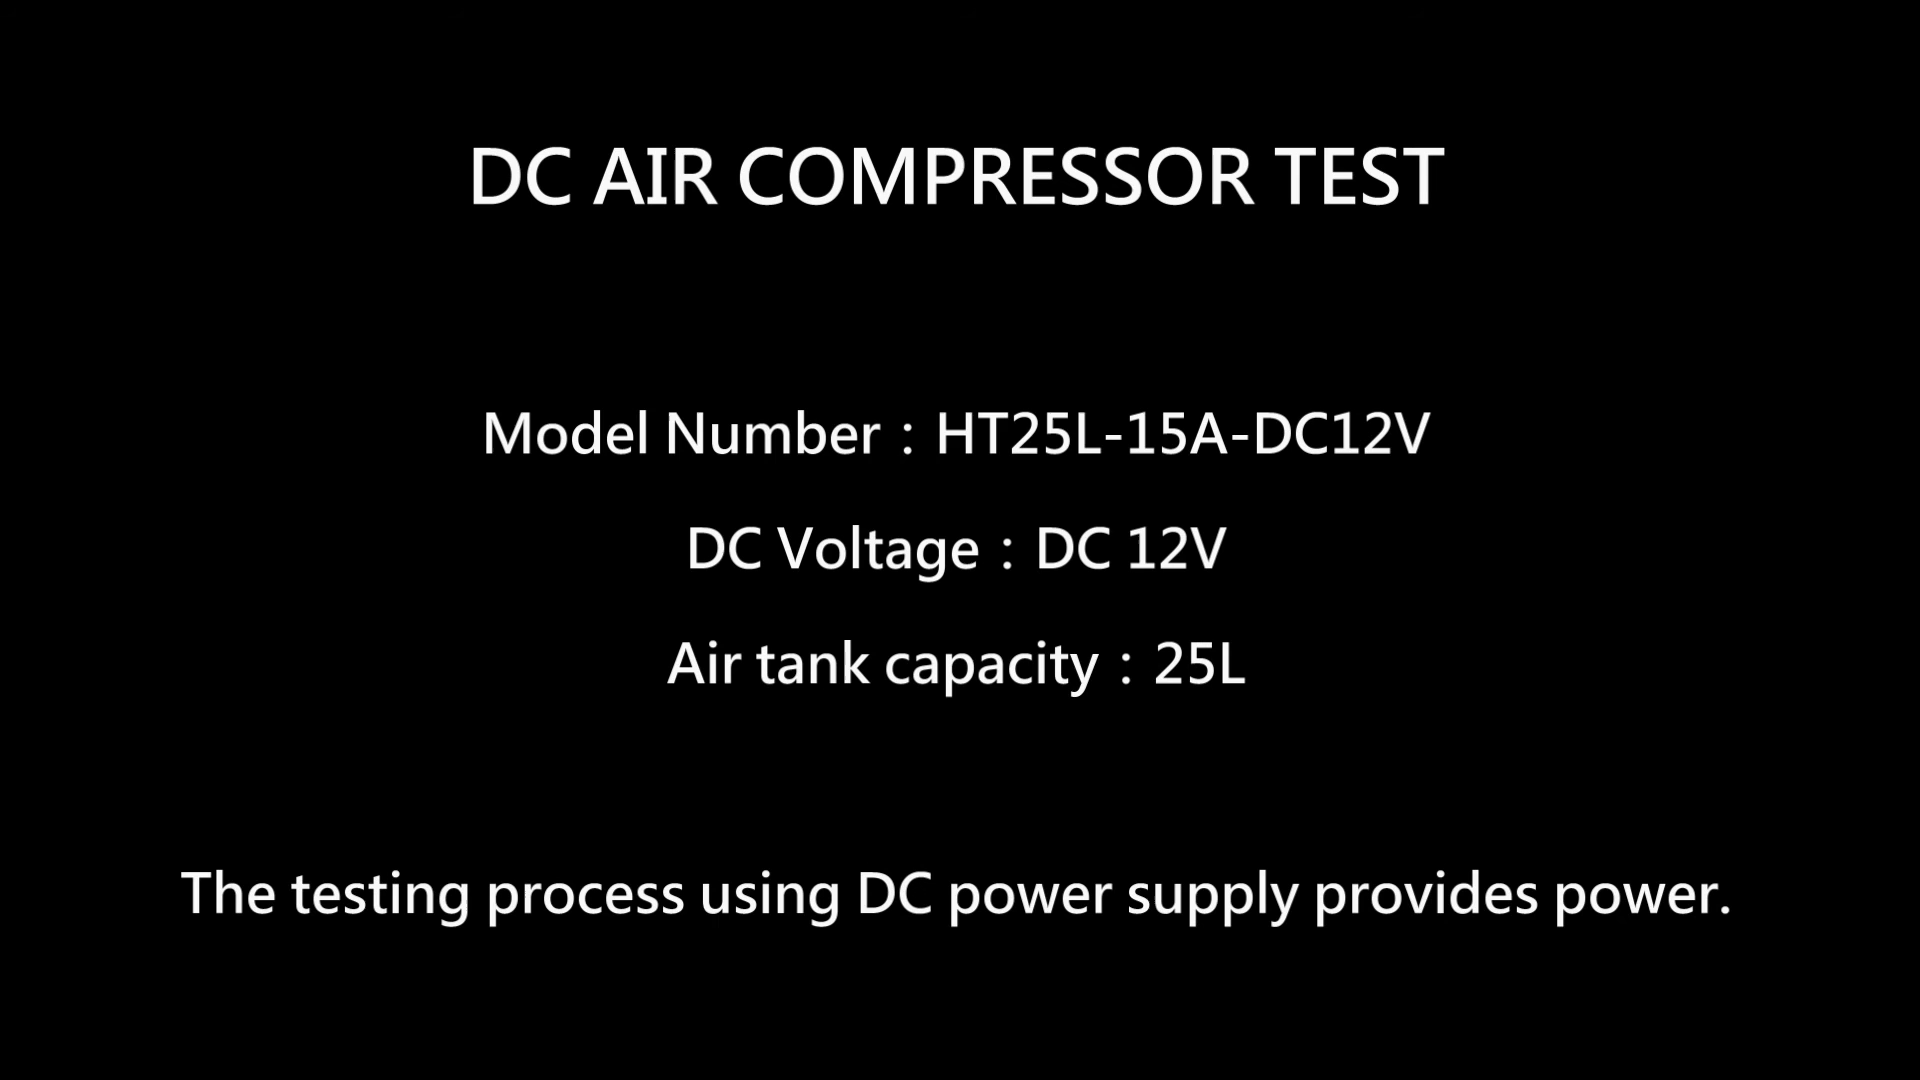 DC AIR COMPRESSOR TEST
Model Number：HT25L-15A-DC12V
DC Voltage：DC 12V
Air tank capacity：25L
The testing process using DC power supply provides power.